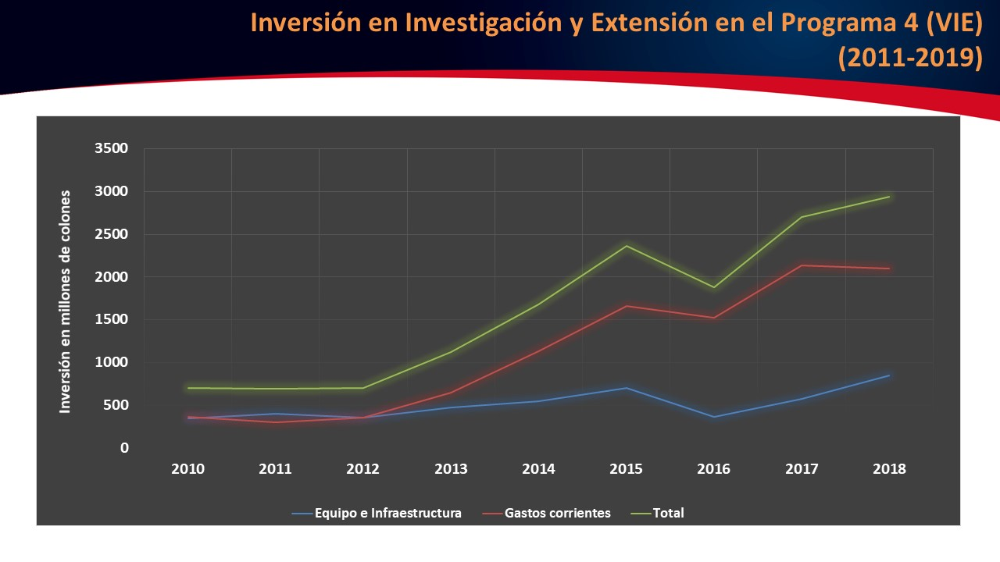 Inversión en Investigación y Extensión en el Programa 4 (VIE)
(2011-2019)
Inversión en millones de colones
3500
3000
2500
2000
1500
1000
500
0
2010 2011 2012 2013 2014 2015 2016 2017 2018
Equipo e Infraestructura Gastos corrientes Total